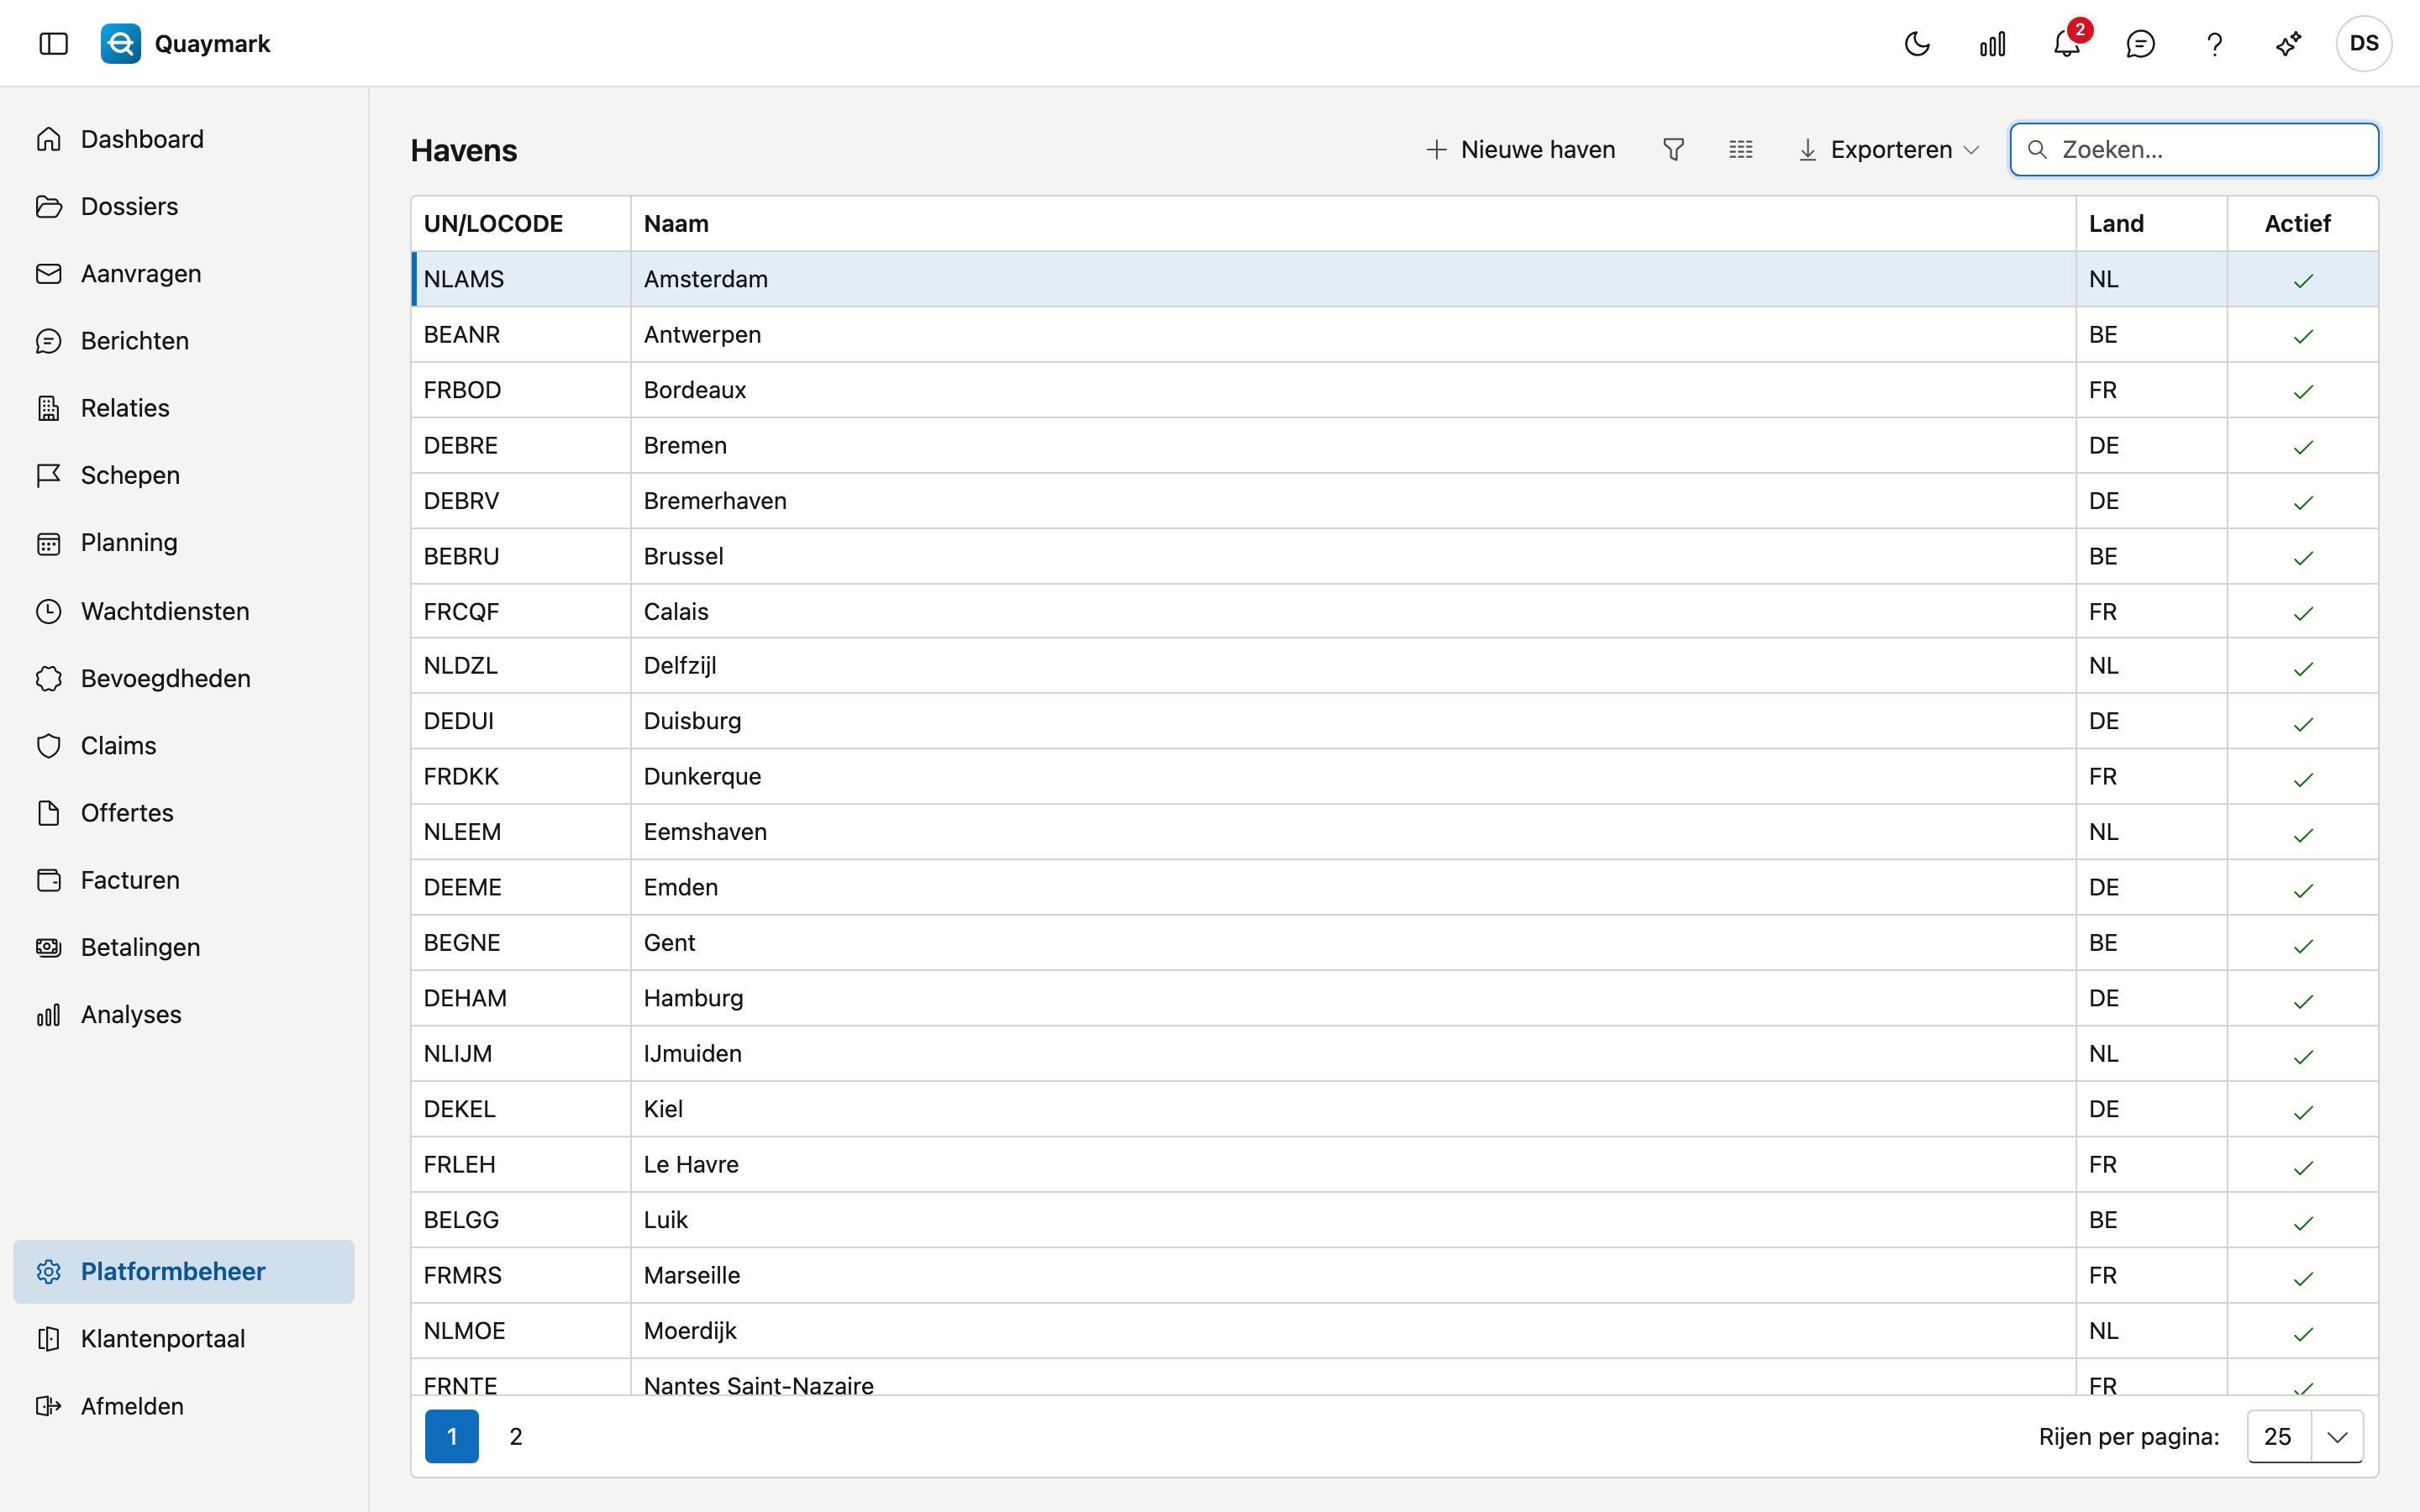 Quaymark
2
DS
Dashboard
Dossiers
Aanvragen
Berichten
Relaties
Schepen
Planning
Wachtdiensten
Bevoegdheden
Claims
Offertes
Facturen
Betalingen
Analyses
Platformbeheer
Klantenportaal
Afmelden
Havens
Nieuwe haven
Exporteren
Zoeken...
UN/LOCODE Naam Land Actief
NLAMS Amsterdam NL
BEANR Antwerpen BE
FRBOD Bordeaux FR
DEBRE Bremen DE
DEBRV Bremerhaven DE
BEBRU Brussel BE
FRCQF Calais FR
NLDZL Delfzijl NL
DEDUI Duisburg DE
FRDKK Dunkerque FR
NLEEM Eemshaven NL
DEEME Emden DE
BEGNE Gent BE
DEHAM Hamburg DE
NLIJM IJmuiden NL
DEKEL Kiel DE
FRLEH Le Havre FR
BELGG Luik BE
FRMRS Marseille FR
NLMOE Moerdijk NL
FRNTE Nantes Saint-Nazaire FR
1 2
Rijen per pagina: 25